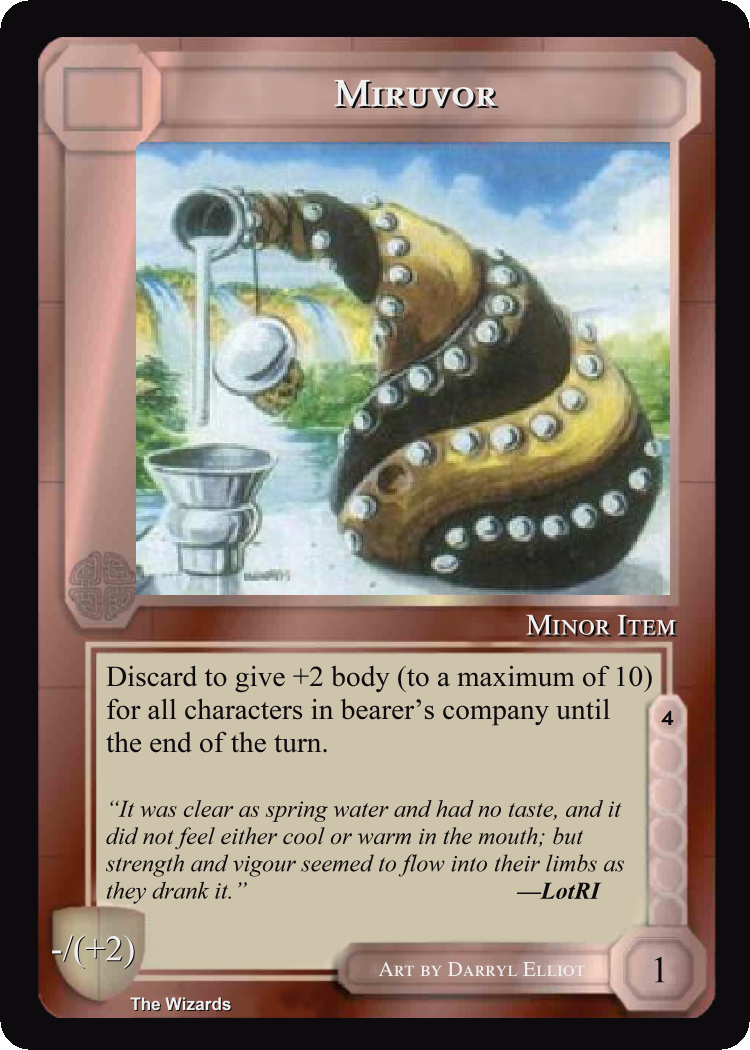 Miruvor
Minor Item
Discard to give +2 body (to a maximum of 10)
for all characters in bearer’s company until
the end of the turn.
4
“It was clear as spring water and had no taste, and it
did not feel either cool or warm in the mouth; but
strength and vigour seemed to flow into their limbs as
they drank it.” —LotRI
-/(+2)
Art by Darryl Elliot
1
The Wizards